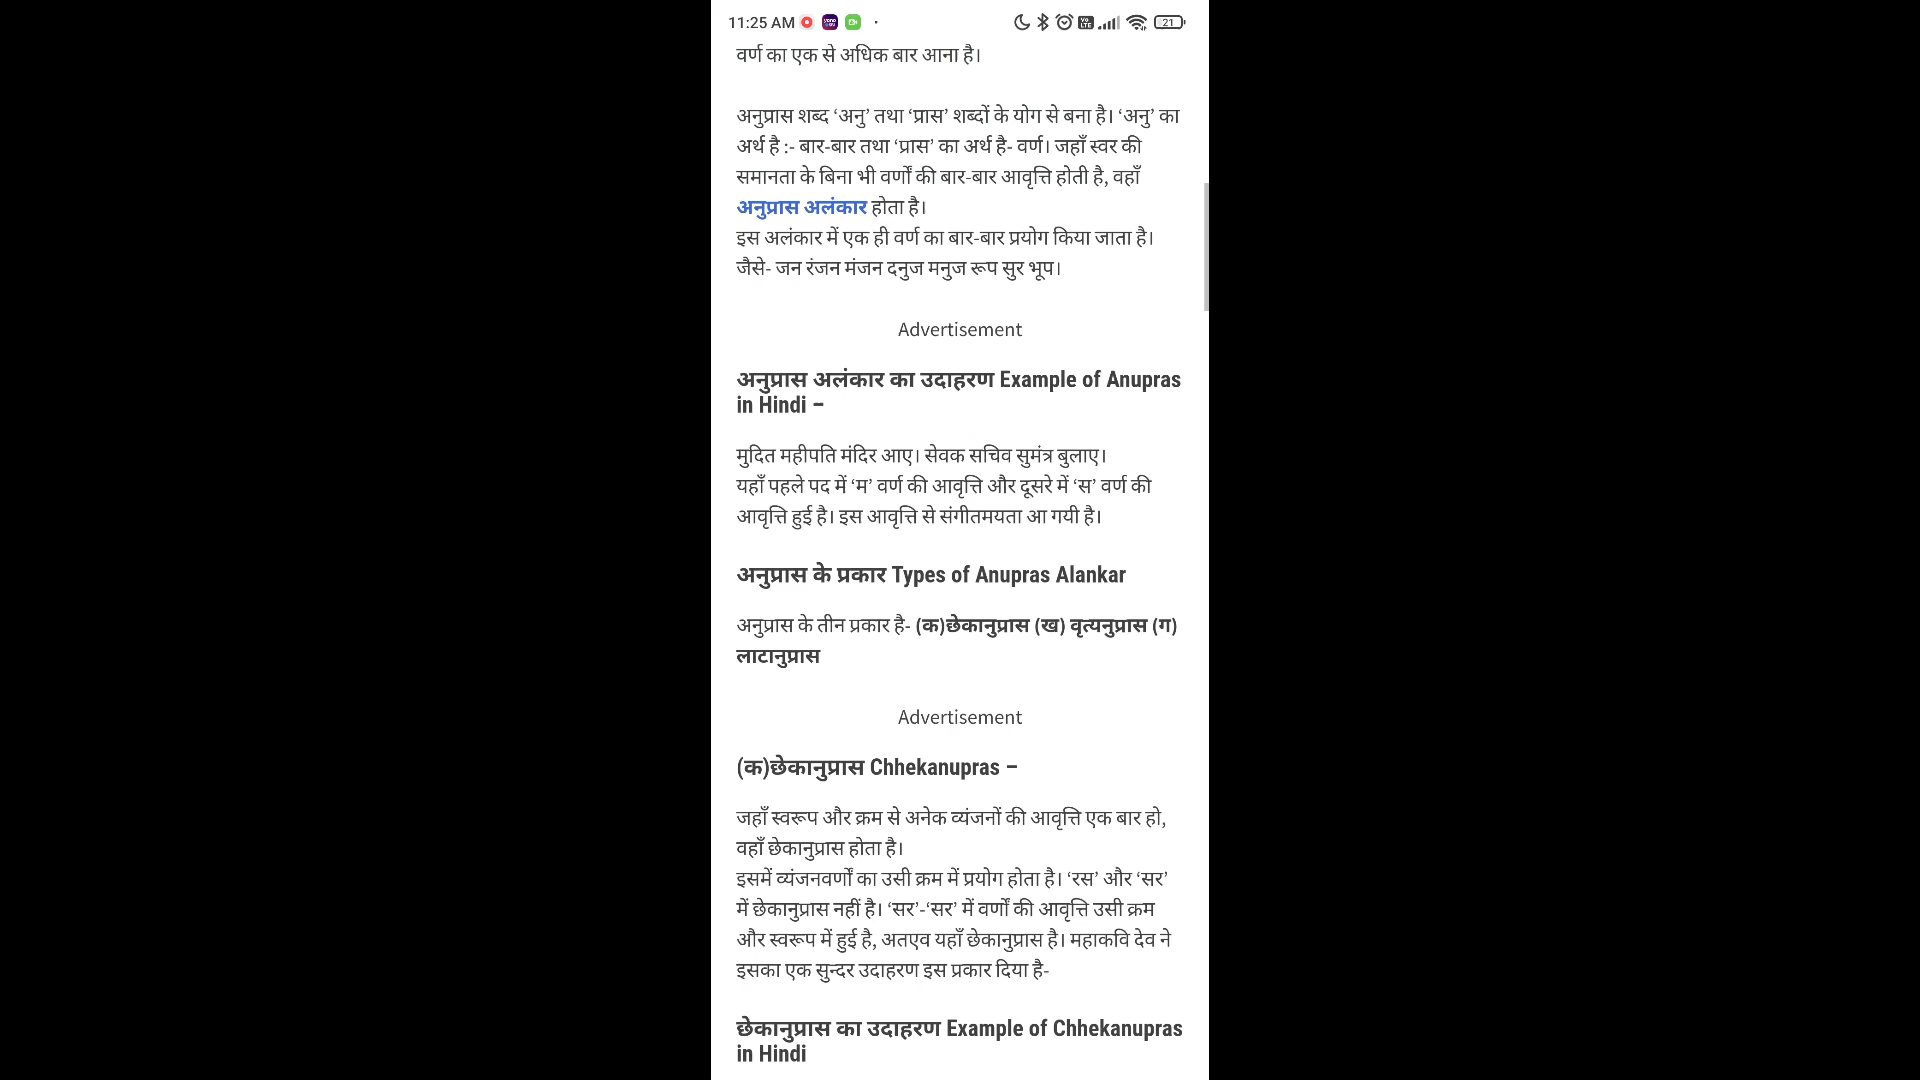 11:25 AM
21
वर्ण का एक से अधिक बार आना है।
अनुप्रास शब्द ‘अनु’ तथा ‘प्रास’ शब्दों के योग से बना है। ‘अनु’ का
अर्थ है :- बार-बार तथा ‘प्रास’ का अर्थ है- वर्ण। जहाँ स्वर की
समानता के बिना भी वर्णों की बार-बार आवृत्ति होती है, वहाँ
अनुप्रास अलंकार होता है।
इस अलंकार में एक ही वर्ण का बार-बार प्रयोग किया जाता है।
जैसे- जन रंजन मंजन दनुज मनुज रूप सुर भूप।
Advertisement
अनुप्रास अलंकार का उदाहरण Example of Anupras
in Hindi –
मुदित महीपति मंदिर आए। सेवक सचिव सुमंत्र बुलाए।
यहाँ पहले पद में ‘म’ वर्ण की आवृत्ति और दूसरे में ‘स’ वर्ण की
आवृत्ति हुई है। इस आवृत्ति से संगीतमयता आ गयी है।
अनुप्रास के प्रकार Types of Anupras Alankar
अनुप्रास के तीन प्रकार है- (क)छेकानुप्रास (ख) वृत्यनुप्रास (ग)
लाटानुप्रास
Advertisement
(क)छेकानुप्रास Chhekanupras –
जहाँ स्वरूप और क्रम से अनेक व्यंजनों की आवृत्ति एक बार हो,
वहाँ छेकानुप्रास होता है।
इसमें व्यंजनवर्णों का उसी क्रम में प्रयोग होता है। ‘रस’ और ‘सर’
में छेकानुप्रास नहीं है। ‘सर’-‘सर’ में वर्णों की आवृत्ति उसी क्रम
और स्वरूप में हुई है, अतएव यहाँ छेकानुप्रास है। महाकवि देव ने
इसका एक सुन्दर उदाहरण इस प्रकार दिया है-
छेकानुप्रास का उदाहरण Example of Chhekanupras
in Hindi